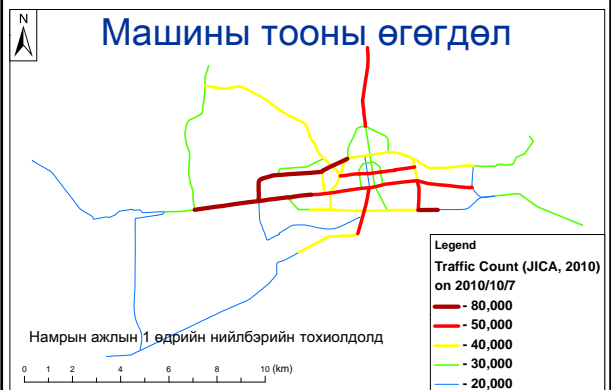 N
Машины тооны өгөгдөл
Legend
Traffic Count (JICA, 2010)
on 2010/10/7
- 80,000
- 50,000
- 40,000
- 30,000
- 20,000
Намрын ажлын 1 өдрийн нийлбэрийн тохиолдолд
0 1 2 4 6 8 10 (km)